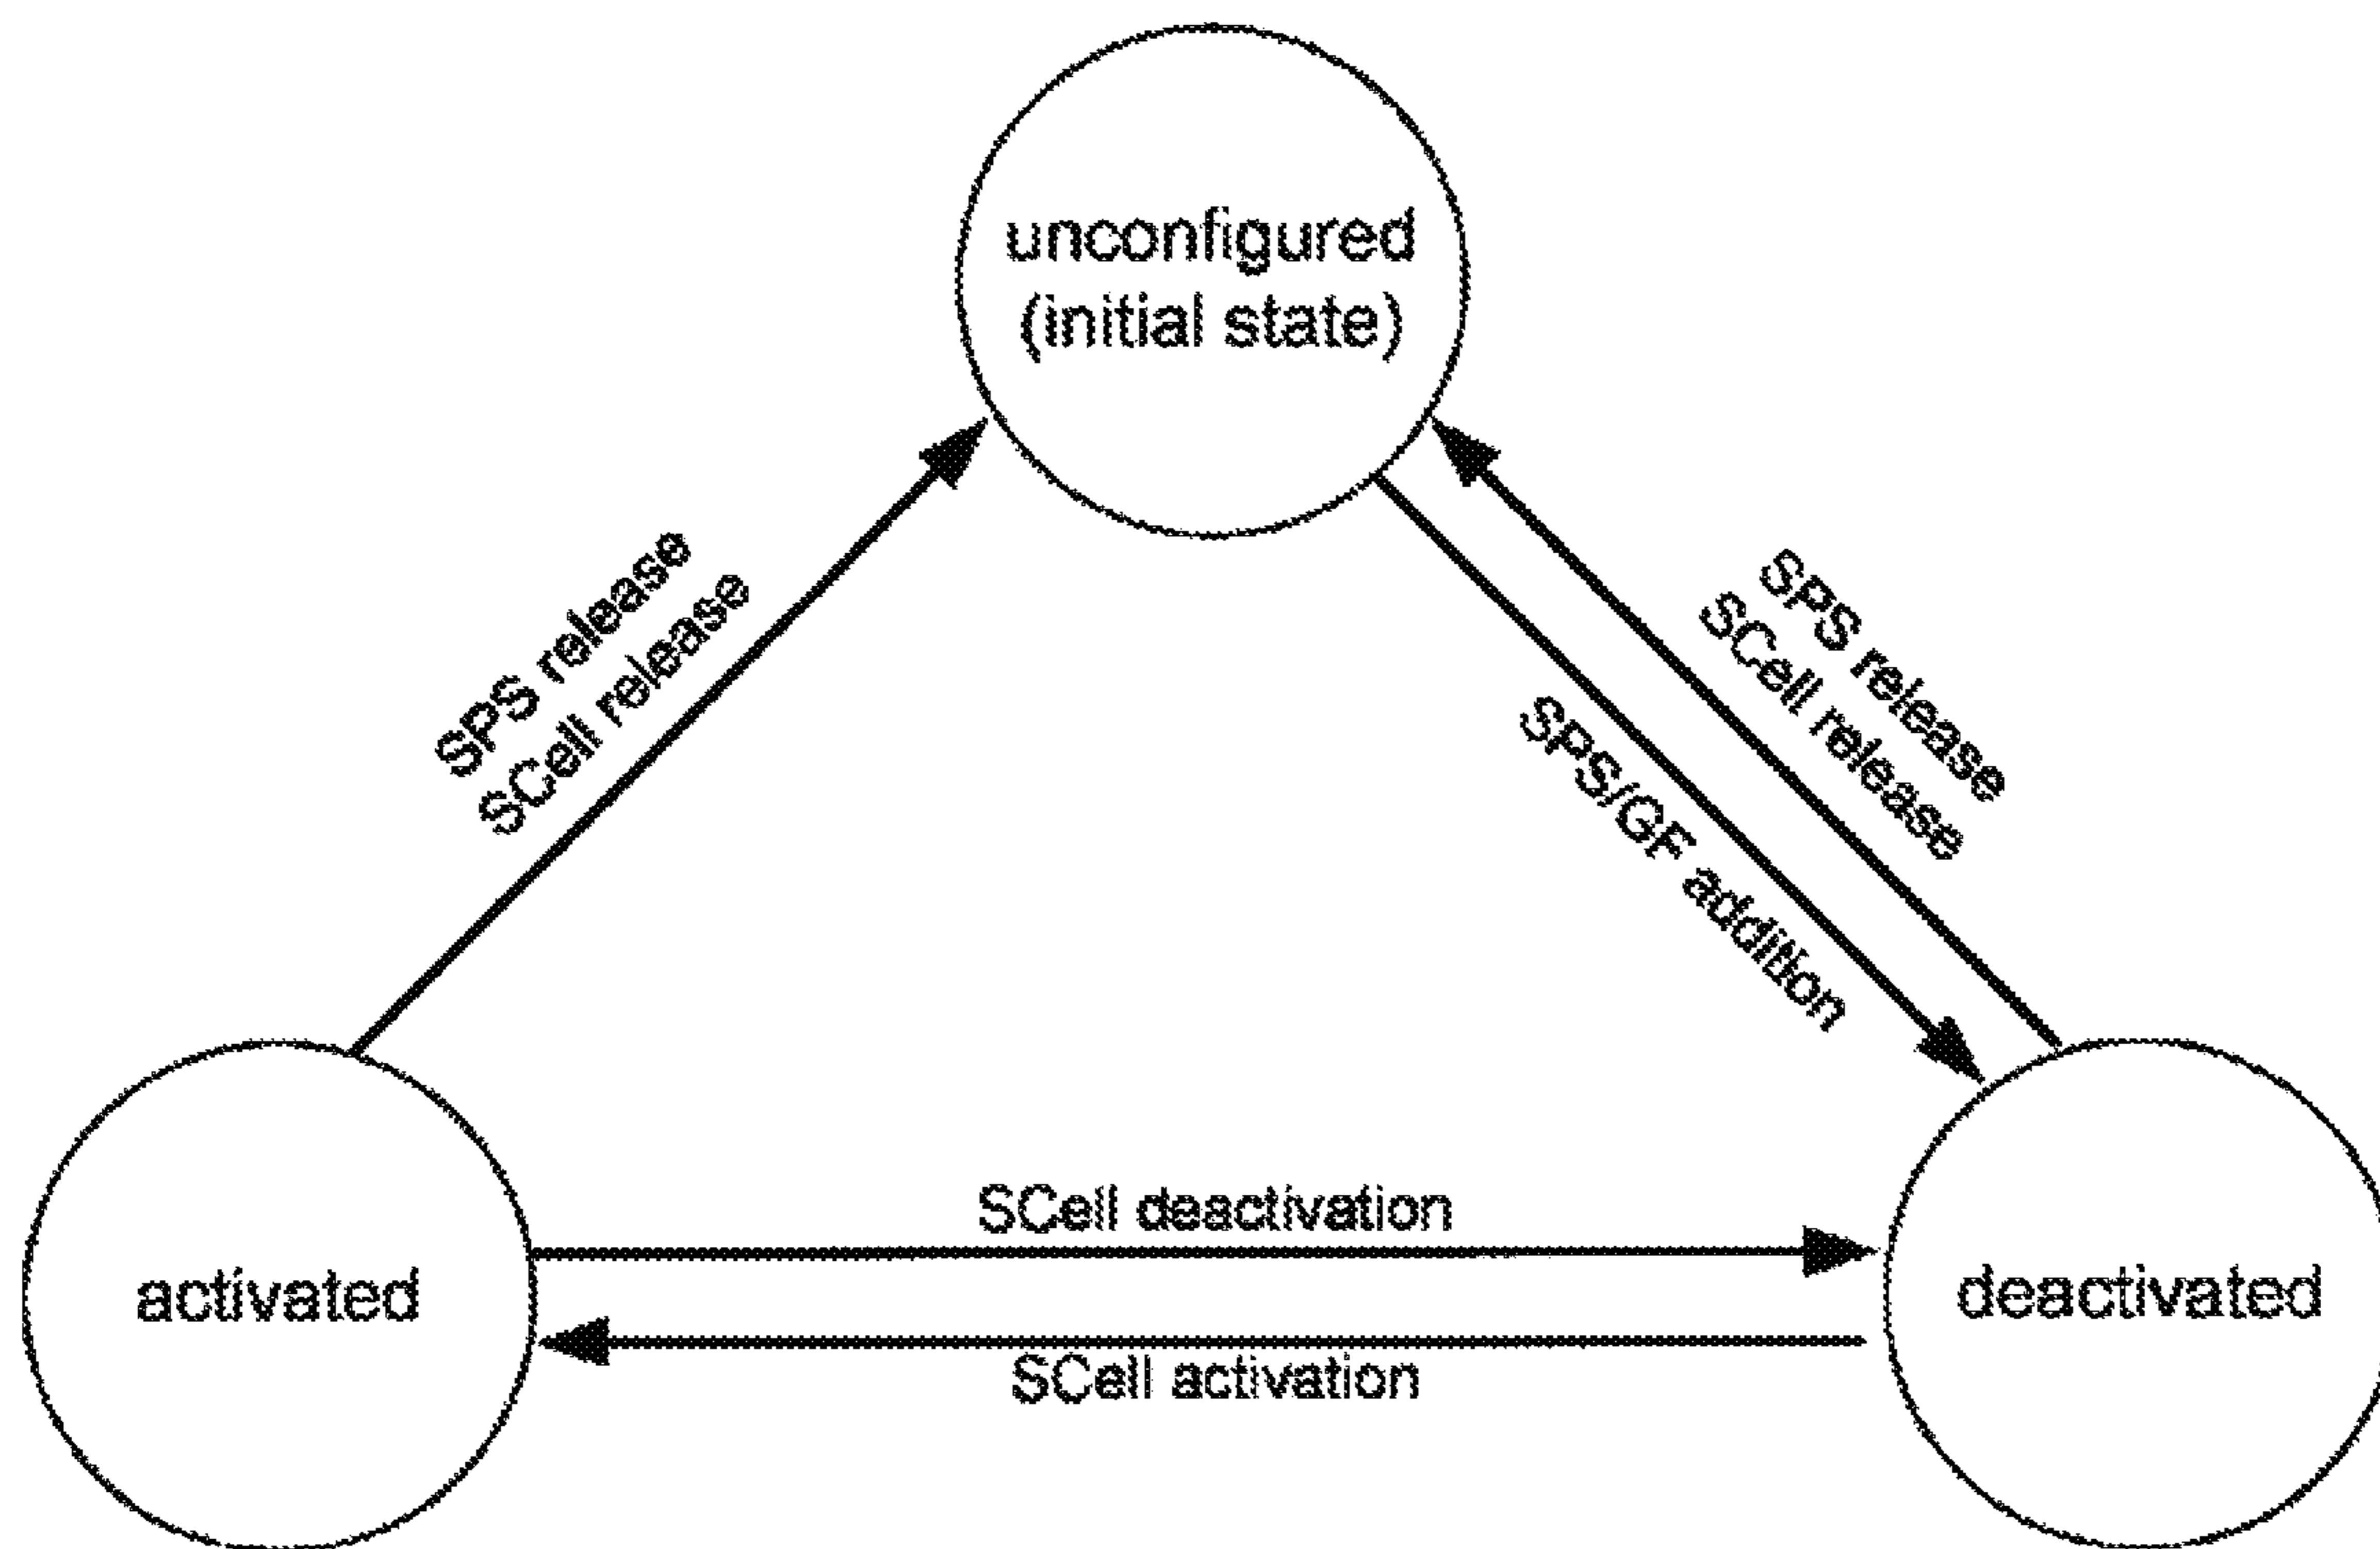 unconfigured
(initial state)
SPS release
SCell release
SPS release
SCell release
SPS/GF addition
SCell deactivation
activated
deactivated
SCell activation